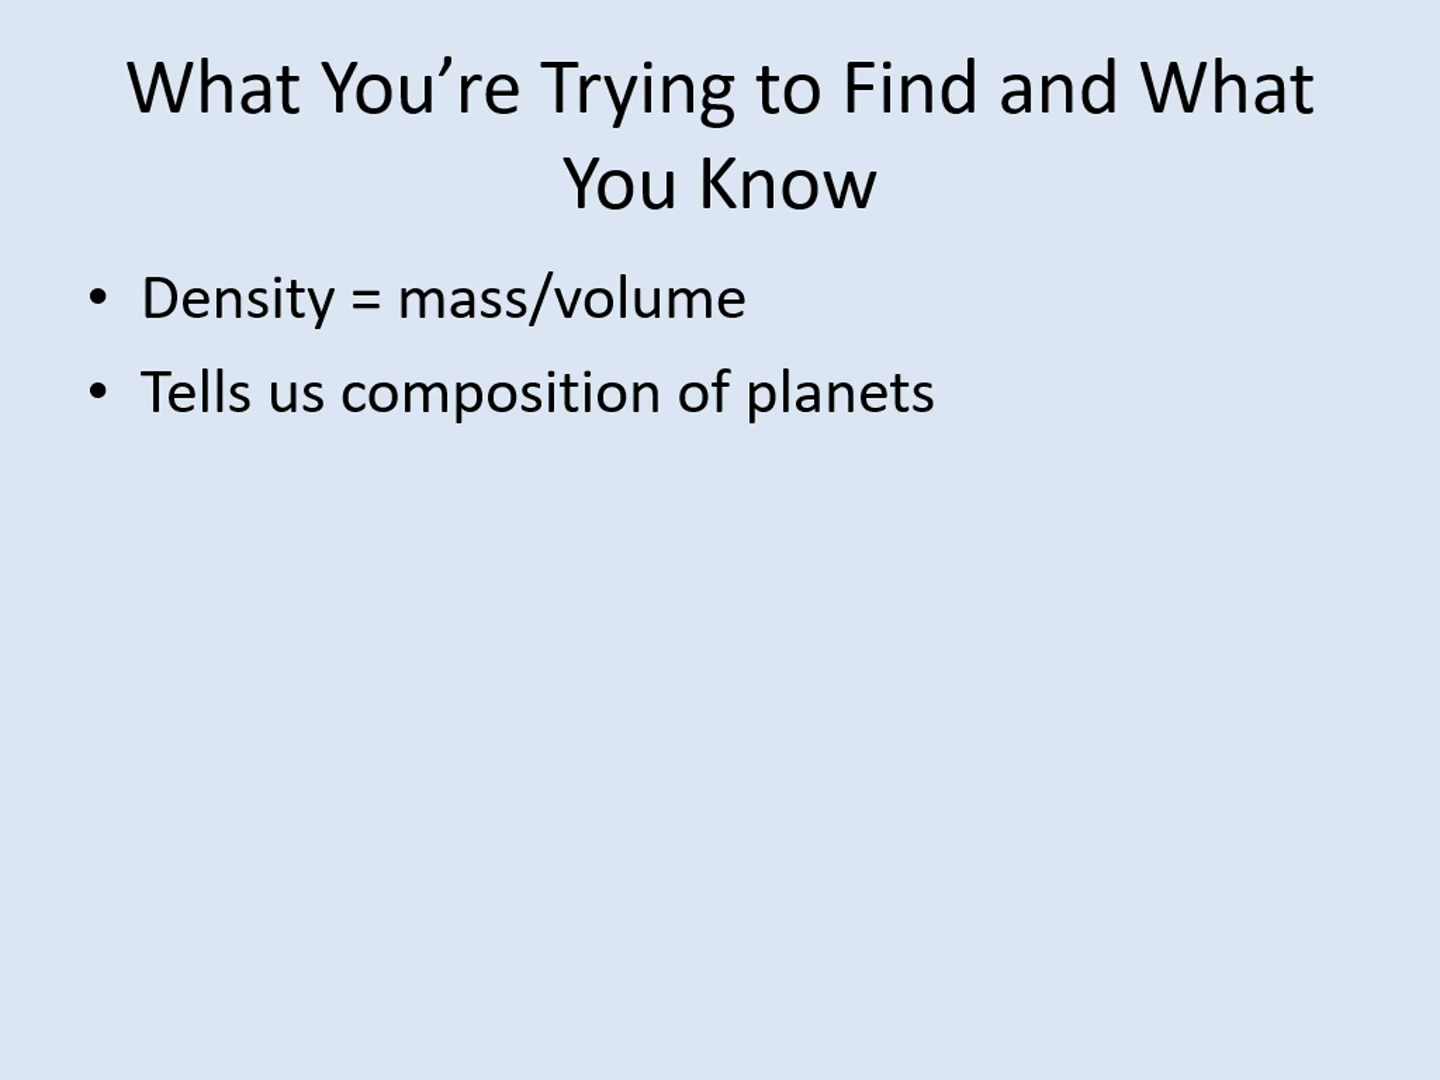 What You’re Trying to Find and What
You Know
• Density = mass/volume
• Tells us composition of planets